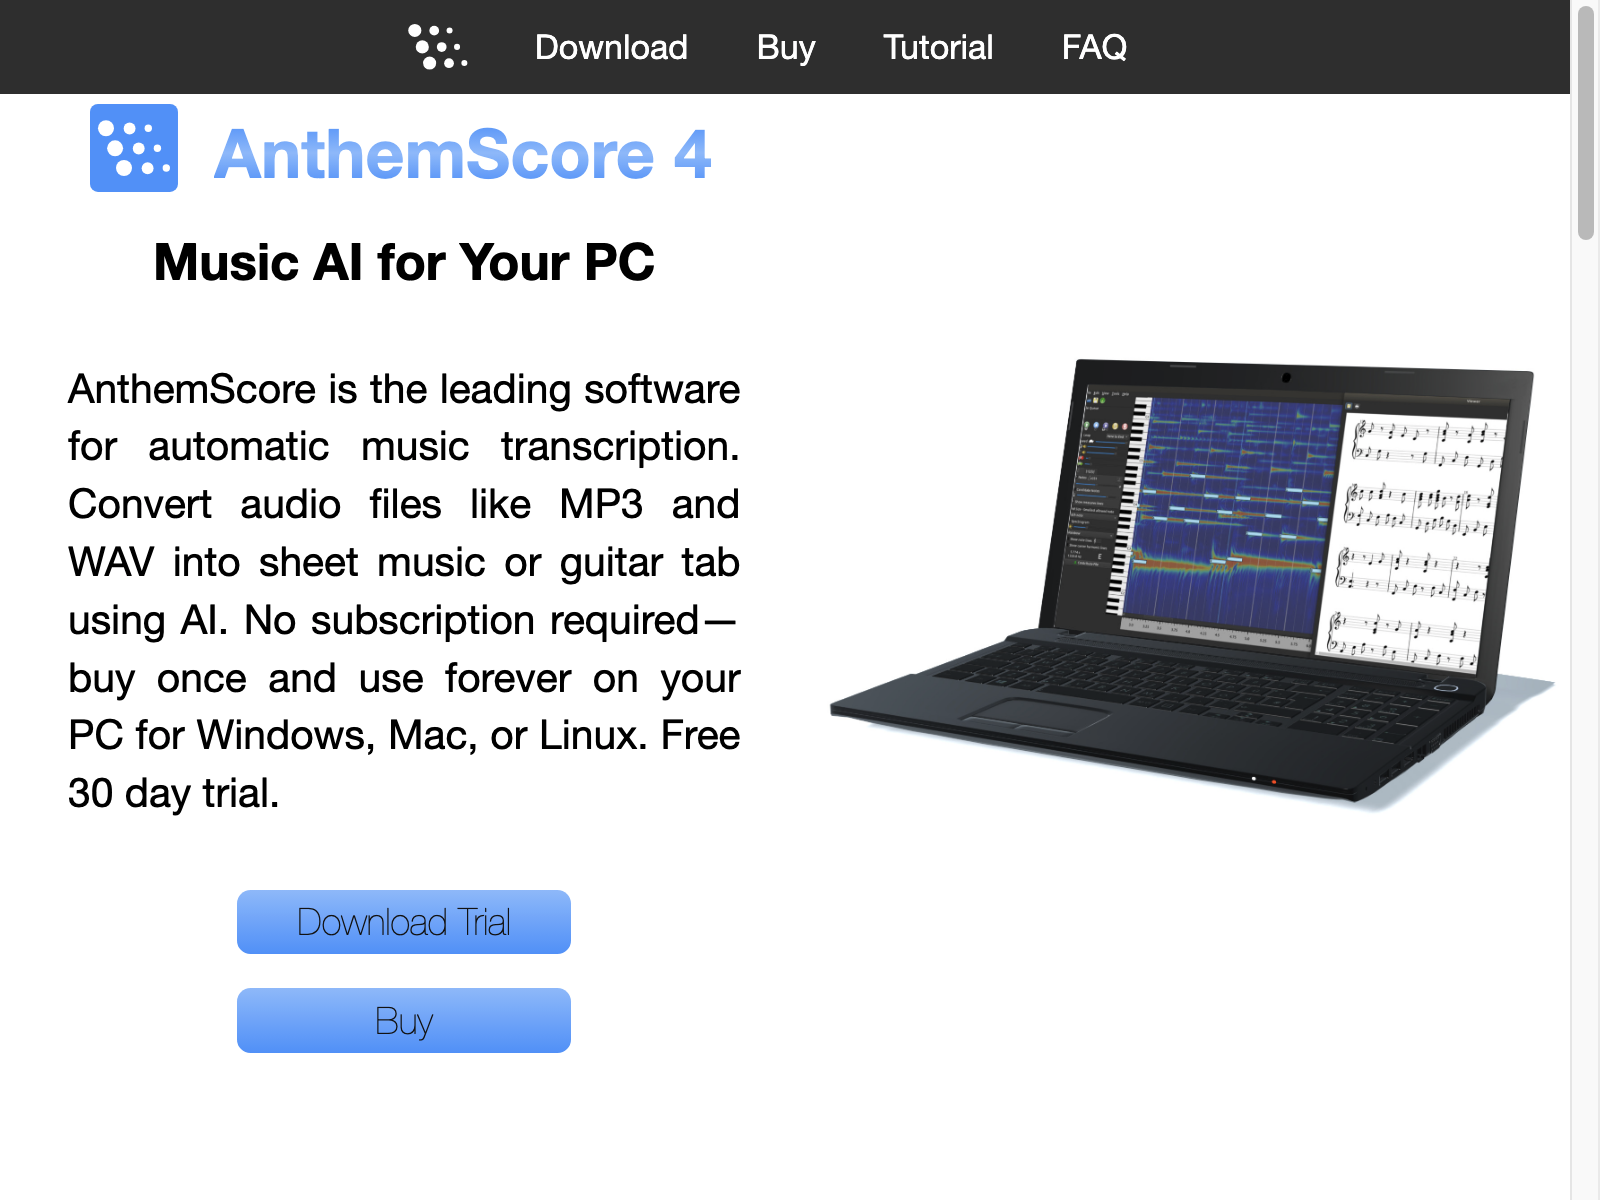 Download
Buy
Tutorial
FAQ
AnthemScore 4
Music AI for Your PC
AnthemScore is the leading software
for automatic music transcription.
Convert audio files like MP3 and
WAV into sheet music or guitar tab
using AI. No subscription required—
buy once and use forever on your
PC for Windows, Mac, or Linux. Free
30 day trial.
Download Trial
Buy